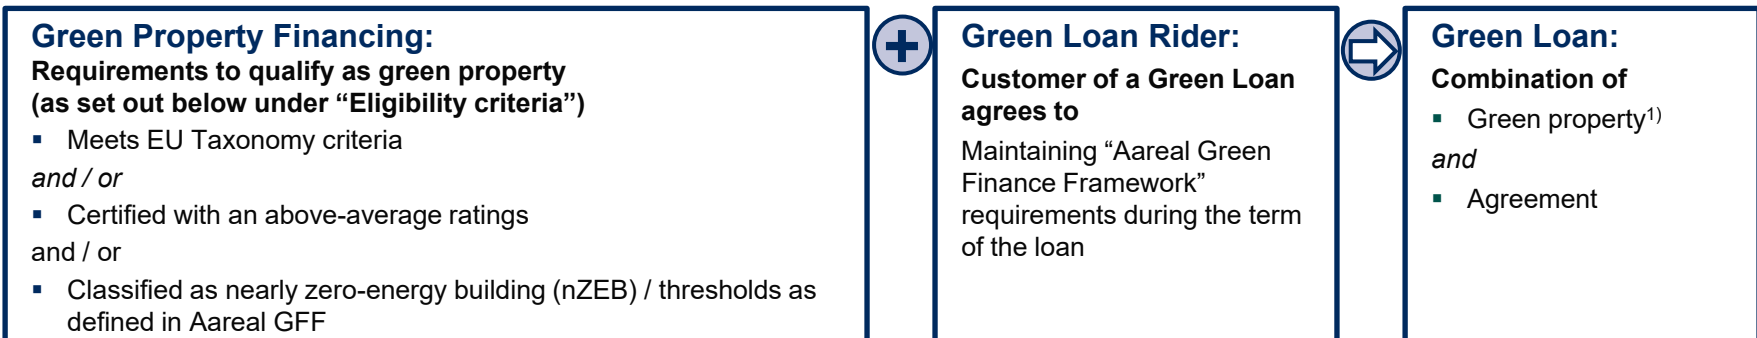 Green Property Financing:
Requirements to qualify as green property
(as set out below under “Eligibility criteria”)
▪ Meets EU Taxonomy criteria
and / or
▪ Certified with an above-average ratings
and / or
▪ Classified as nearly zero-energy building (nZEB) / thresholds as
defined in Aareal GFF
Green Loan Rider:
Customer of a Green Loan
agrees to
Maintaining “Aareal Green
Finance Framework”
requirements during the term
of the loan
Green Loan:
Combination of
▪ Green property1)
and
▪ Agreement